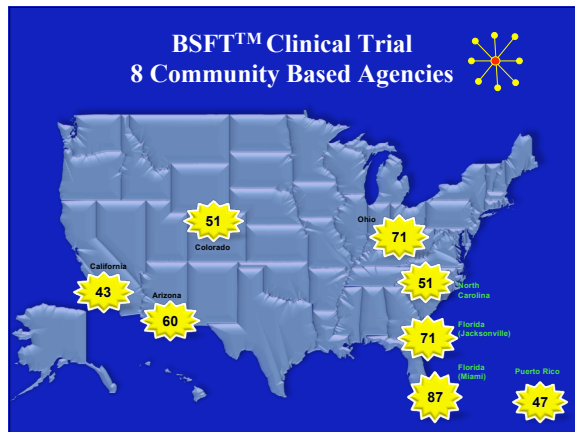 BSFT™ Clinical Trial
8 Community Based Agencies
51
Colorado
Ohio
71
California
43
Arizona
60
51
North
Carolina
71
Florida
(Jacksonville)
87
Florida
(Miami)
Puerto Rico
47